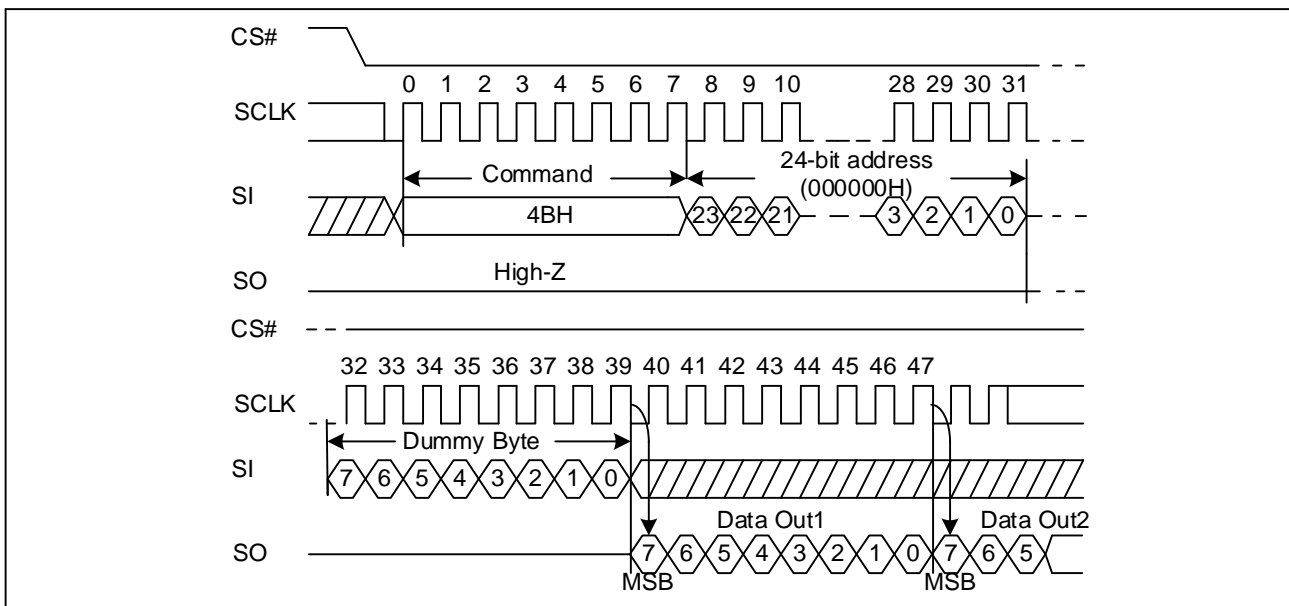 CS#
0 1 2 3 4 5 6 7 8 9 10 28 29 30 31
SCLK
Command
24-bit address
(000000H)
SI
4BH
23 22 21 3 2 1 0
SO
High-Z
CS#
32 33 34 35 36 37 38 39 40 41 42 43 44 45 46 47
SCLK
Dummy Byte
SI
7 6 5 4 3 2 1 0
Data Out1
Data Out2
SO
7 6 5 4 3 2 1 0 7 6 5
MSB
MSB